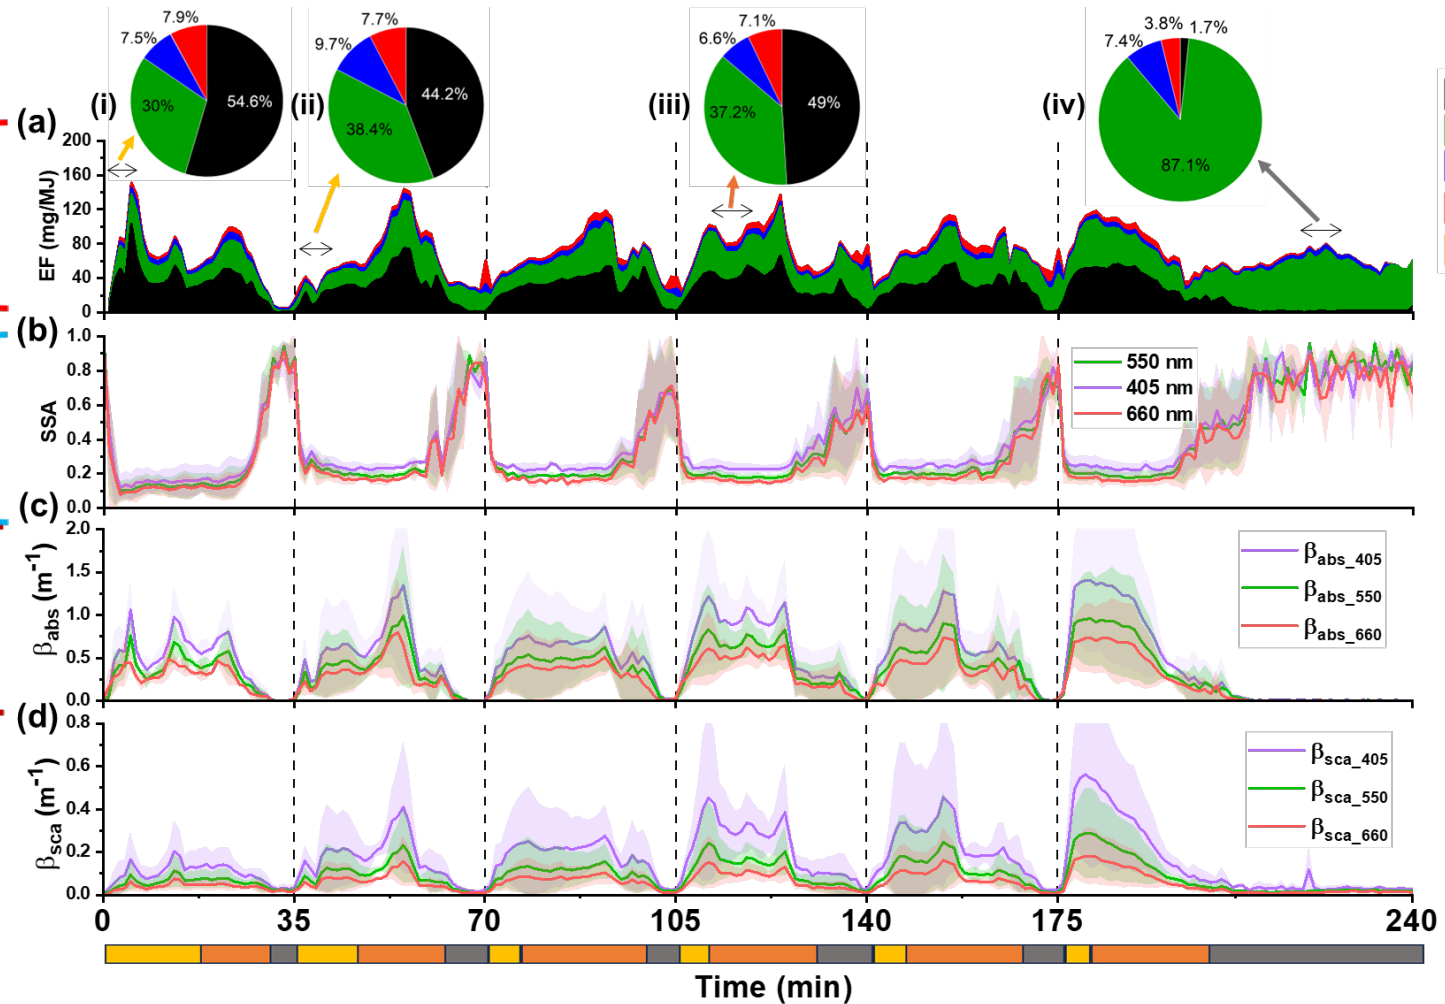 7.9%
7.5%
30%
54.6%
(i)
7.7%
9.7%
44.2%
38.4%
(ii)
7.1%
6.6%
49%
37.2%
(iii)
3.8%
1.7%
7.4%
87.1%
(iv)
(a)
200
160
120
80
40
0
EF (mg/MJ)
(b)
1.0
0.8
0.6
0.4
0.2
0.0
SSA
550 nm
405 nm
660 nm
(c)
2.0
1.5
1.0
0.5
0.0
βabs (m⁻¹)
βabs_405
βabs_550
βabs_660
(d)
0.8
0.6
0.4
0.2
0.0
βsca (m⁻¹)
βsca_405
βsca_550
βsca_660
0 35 70 105 140 175 240
Time (min)